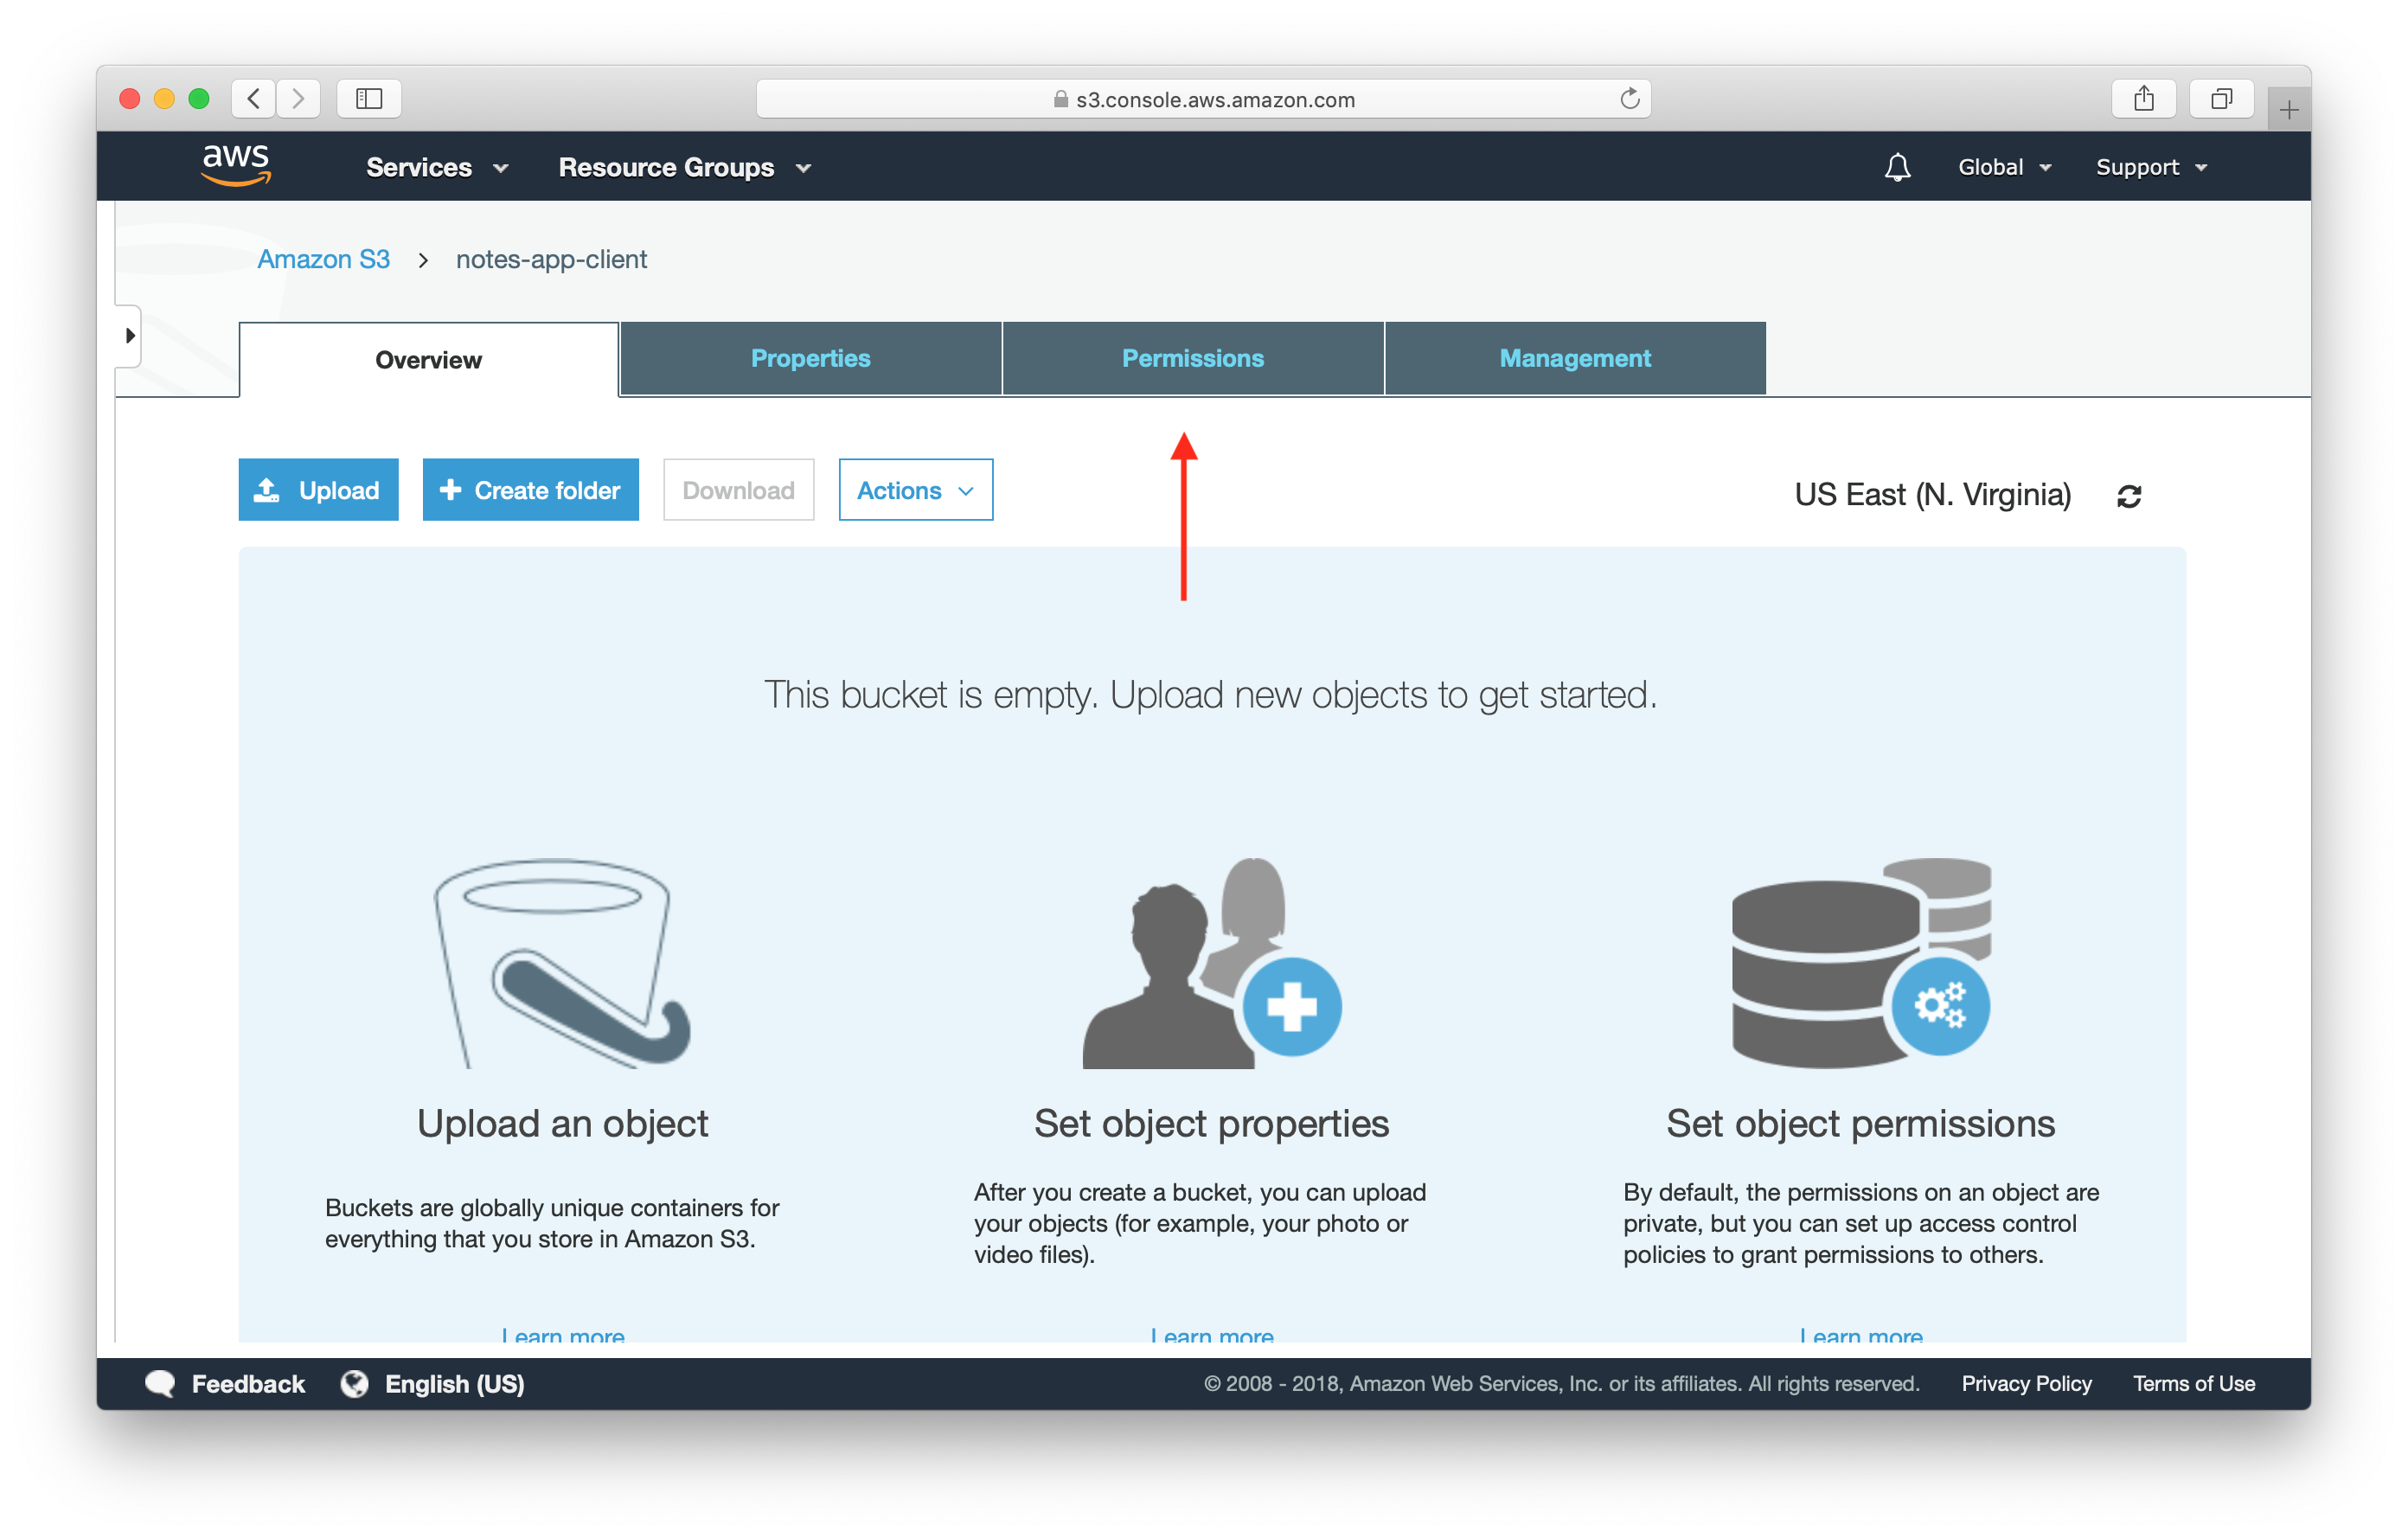 s3.console.aws.amazon.com
aws Services Resource Groups Global Support
Amazon S3 > notes-app-client
Overview Properties Permissions Management
Upload Create folder Download Actions US East (N. Virginia)
This bucket is empty. Upload new objects to get started.
Upload an object
Buckets are globally unique containers for
everything that you store in Amazon S3.
Learn more
Set object properties
After you create a bucket, you can upload
your objects (for example, your photo or
video files).
Learn more
Set object permissions
By default, the permissions on an object are
private, but you can set up access control
policies to grant permissions to others.
Learn more
Feedback English (US) © 2008 - 2018, Amazon Web Services, Inc. or its affiliates. All rights reserved. Privacy Policy Terms of Use